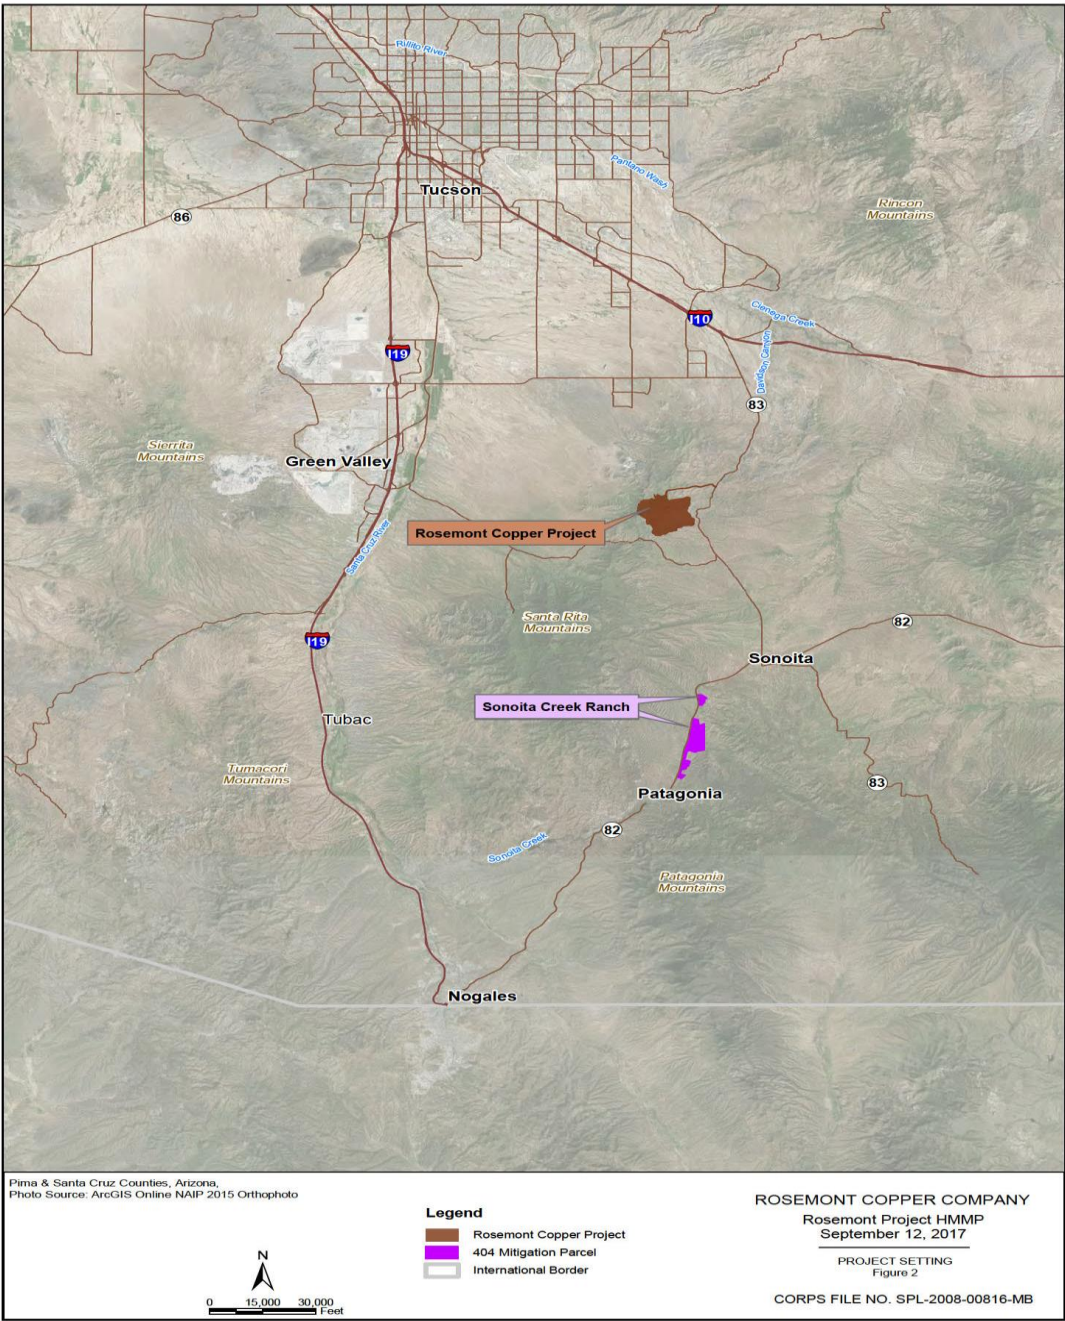 Rillito River
Pantano Wash
Tucson
86
Rincon
Mountains
Cienega Creek
I10
Davidson Canyon
I19
83
Sierrita
Mountains
Green Valley
Santa Cruz River
Rosemont Copper Project
Santa Rita
Mountains
82
I19
Sonoita
Sonoita Creek Ranch
Tubac
Tumacori
Mountains
83
Patagonia
82
Sonoita Creek
Patagonia
Mountains
Nogales
Pima & Santa Cruz Counties, Arizona,
Photo Source: ArcGIS Online NAIP 2015 Orthophoto
N
0 15,000 30,000
Feet
Legend
Rosemont Copper Project
404 Mitigation Parcel
International Border
ROSEMONT COPPER COMPANY
Rosemont Project HMMP
September 12, 2017
PROJECT SETTING
Figure 2
CORPS FILE NO. SPL-2008-00816-MB